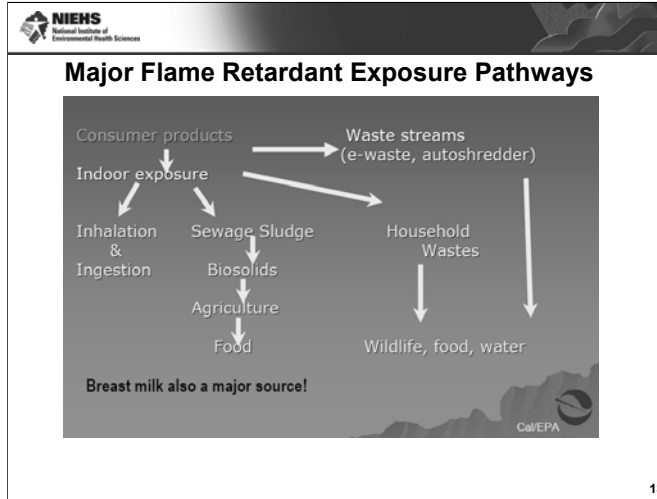 NIEHS
National Institute of
Environmental Health Sciences
Major Flame Retardant Exposure Pathways
Consumer products
Waste streams
(e-waste, autoshredder)
Indoor exposure
Inhalation
&
Ingestion
Sewage Sludge
Biosolids
Agriculture
Food
Household
Wastes
Wildlife, food, water
Breast milk also a major source!
Cal/EPA
1